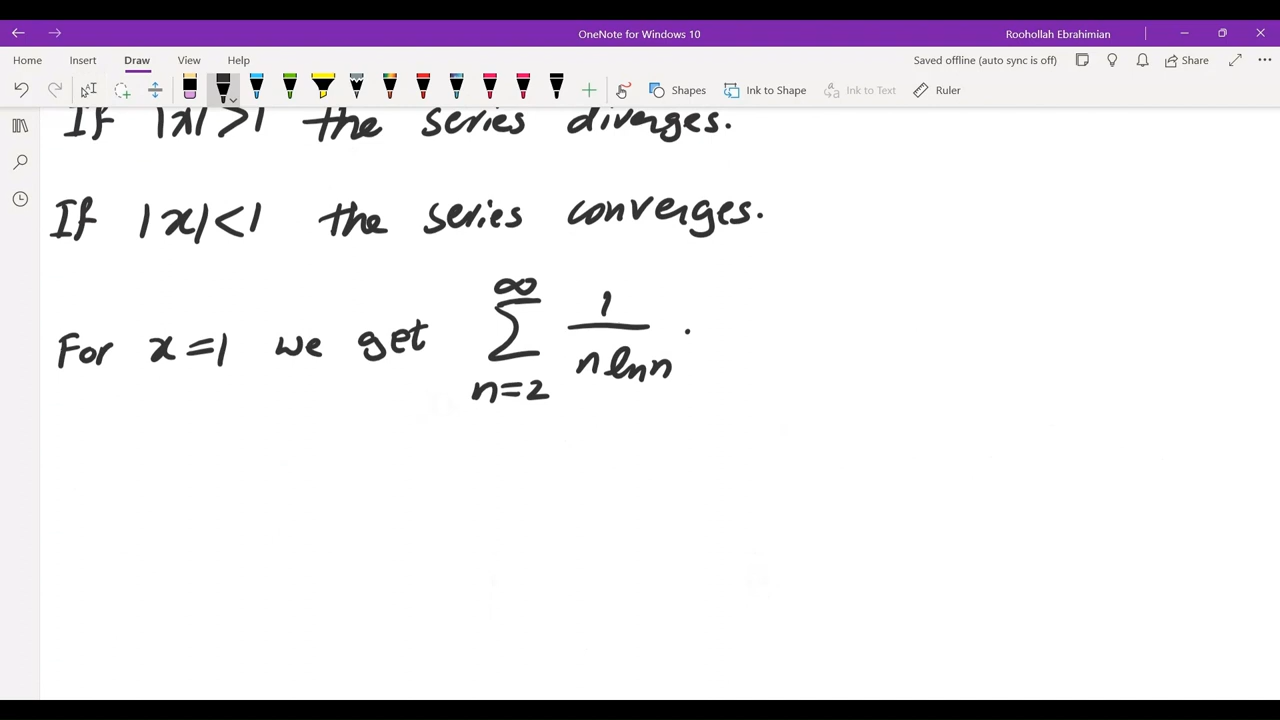 OneNote for Windows 10
Roohollah Ebrahimian
Home Insert Draw View Help
Saved offline (auto sync is off)
Share
Shapes
Ink to Shape
Ink to Text
Ruler
If |x|>1 the series diverges.
If |x|<1 the series converges.
For x=1 we get ∑_{n=2}^{∞} 1/(n ln n).